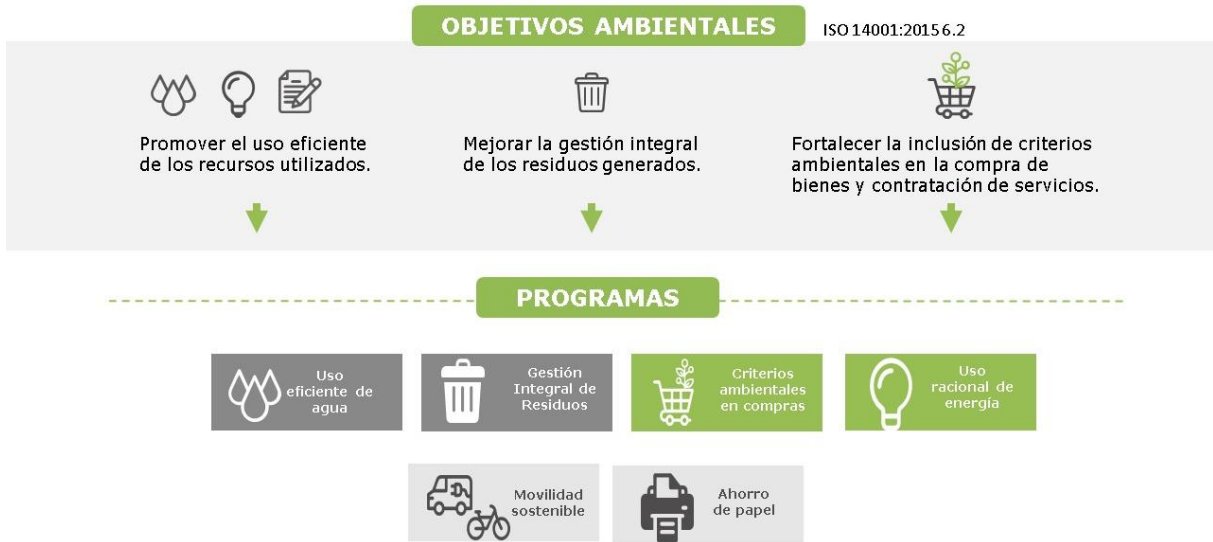 OBJETIVOS AMBIENTALES
ISO 14001:2015 6.2
Promover el uso eficiente
de los recursos utilizados.
Mejorar la gestión integral
de los residuos generados.
Fortalecer la inclusión de criterios
ambientales en la compra de
bienes y contratación de servicios.
PROGRAMAS
Uso
eficiente de
agua
Gestión
Integral de
Residuos
Criterios
ambientales
en compras
Uso
racional de
energía
Movilidad
sostenible
Ahorro
de papel